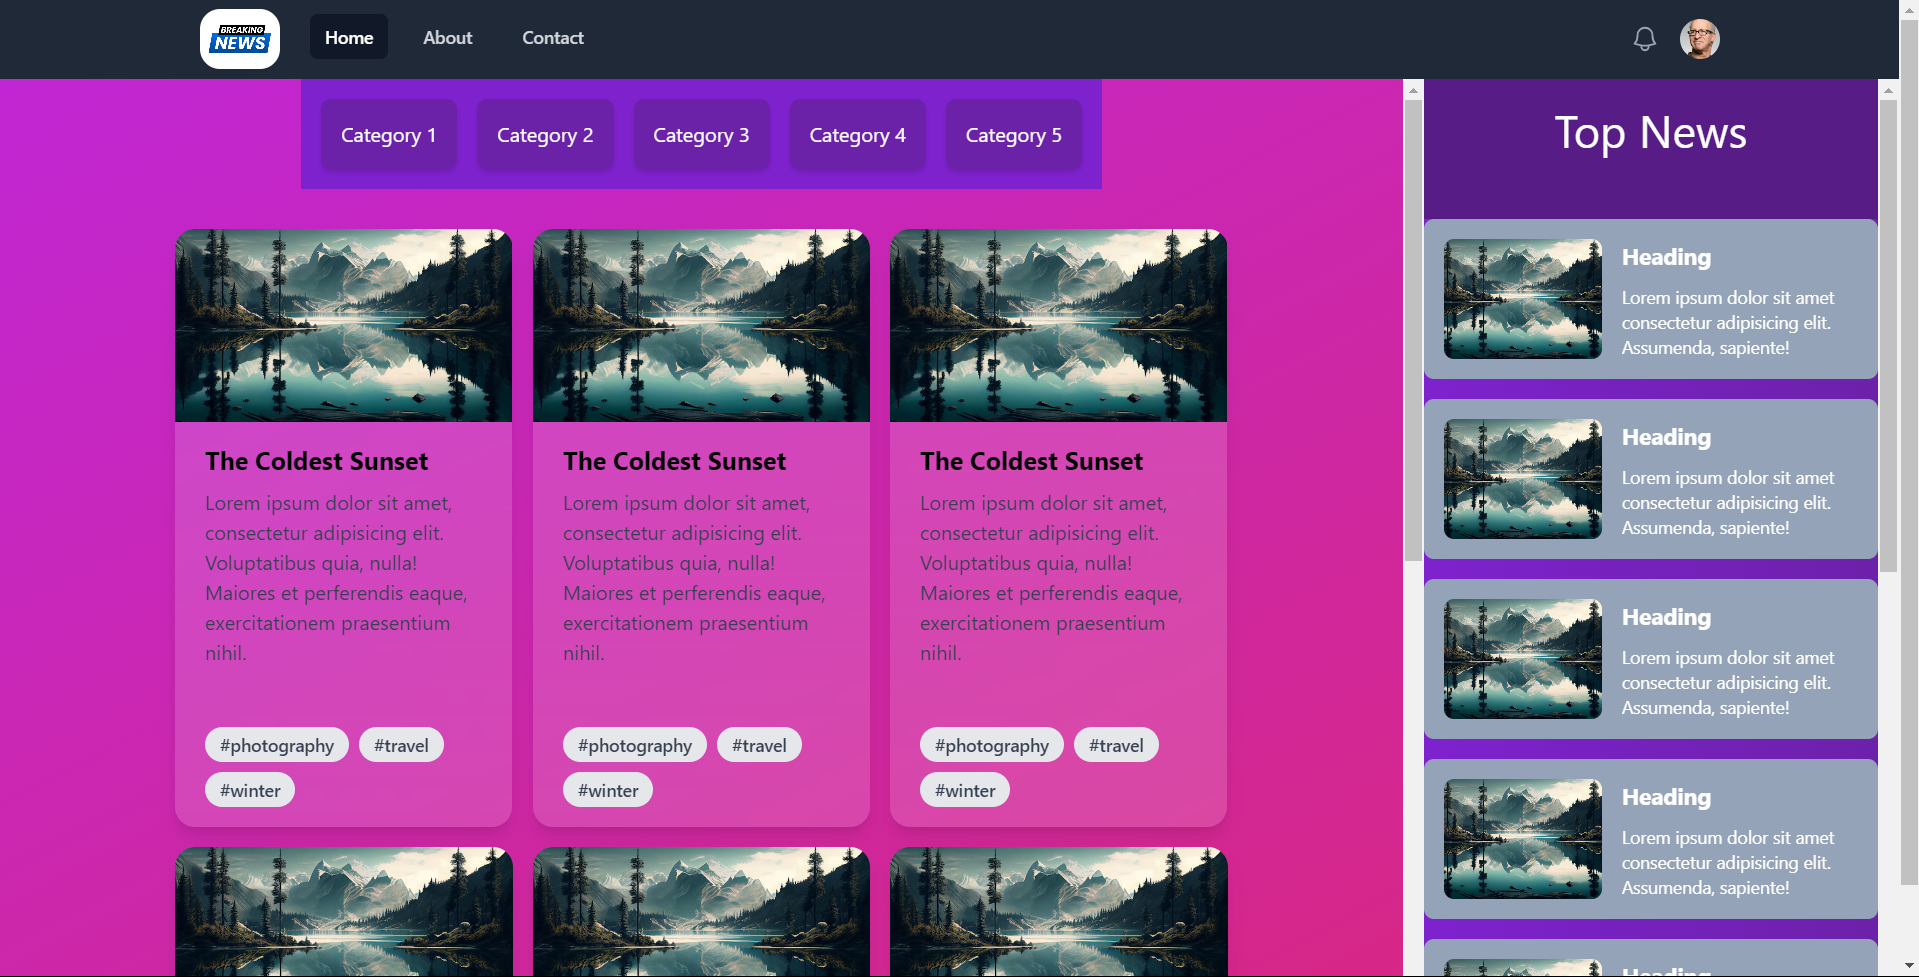 BREAKING
NEWS
Home
About
Contact
Category 1
Category 2
Category 3
Category 4
Category 5
The Coldest Sunset
Lorem ipsum dolor sit amet,
consectetur adipisicing elit.
Voluptatibus quia, nulla!
Maiores et perferendis eaque,
exercitationem praesentium
nihil.
#photography
#travel
#winter
The Coldest Sunset
Lorem ipsum dolor sit amet,
consectetur adipisicing elit.
Voluptatibus quia, nulla!
Maiores et perferendis eaque,
exercitationem praesentium
nihil.
#photography
#travel
#winter
The Coldest Sunset
Lorem ipsum dolor sit amet,
consectetur adipisicing elit.
Voluptatibus quia, nulla!
Maiores et perferendis eaque,
exercitationem praesentium
nihil.
#photography
#travel
#winter
Top News
Heading
Lorem ipsum dolor sit amet
consectetur adipisicing elit.
Assumenda, sapiente!
Heading
Lorem ipsum dolor sit amet
consectetur adipisicing elit.
Assumenda, sapiente!
Heading
Lorem ipsum dolor sit amet
consectetur adipisicing elit.
Assumenda, sapiente!
Heading
Lorem ipsum dolor sit amet
consectetur adipisicing elit.
Assumenda, sapiente!
Heading